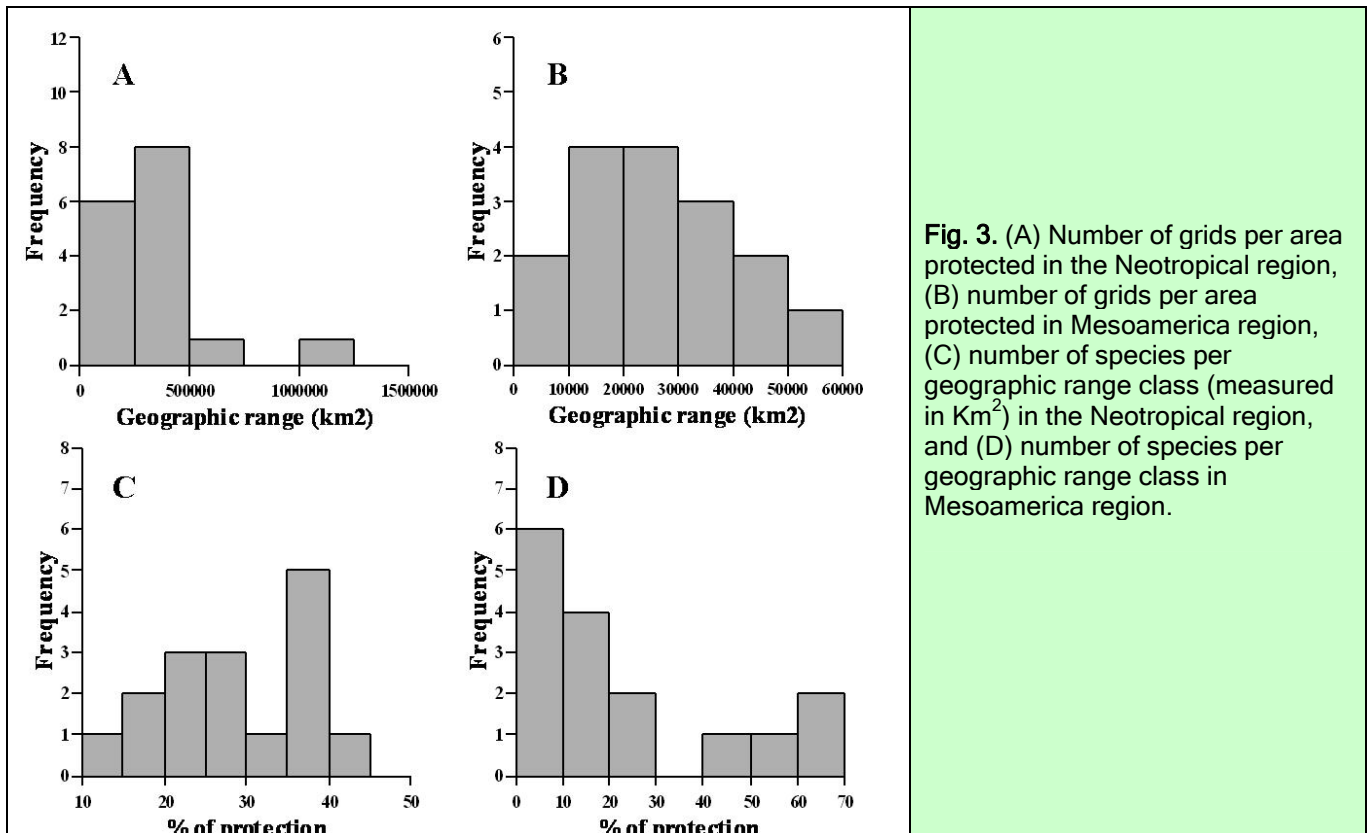 12
10
8
6
4
2
0
A
Frequency
0 500000 1000000 1500000
Geographic range (km2)
6
5
4
3
2
1
0
B
Frequency
0 10000 20000 30000 40000 50000 60000
Geographic range (km2)
8
7
6
5
4
3
2
1
0
C
Frequency
10 20 30 40 50
% of protection
8
7
6
5
4
3
2
1
0
D
Frequency
0 10 20 30 40 50 60 70
% of protection
Fig. 3. (A) Number of grids per area
protected in the Neotropical region,
(B) number of grids per area
protected in Mesoamerica region,
(C) number of species per
geographic range class (measured
in Km²) in the Neotropical region,
and (D) number of species per
geographic range class in
Mesoamerica region.